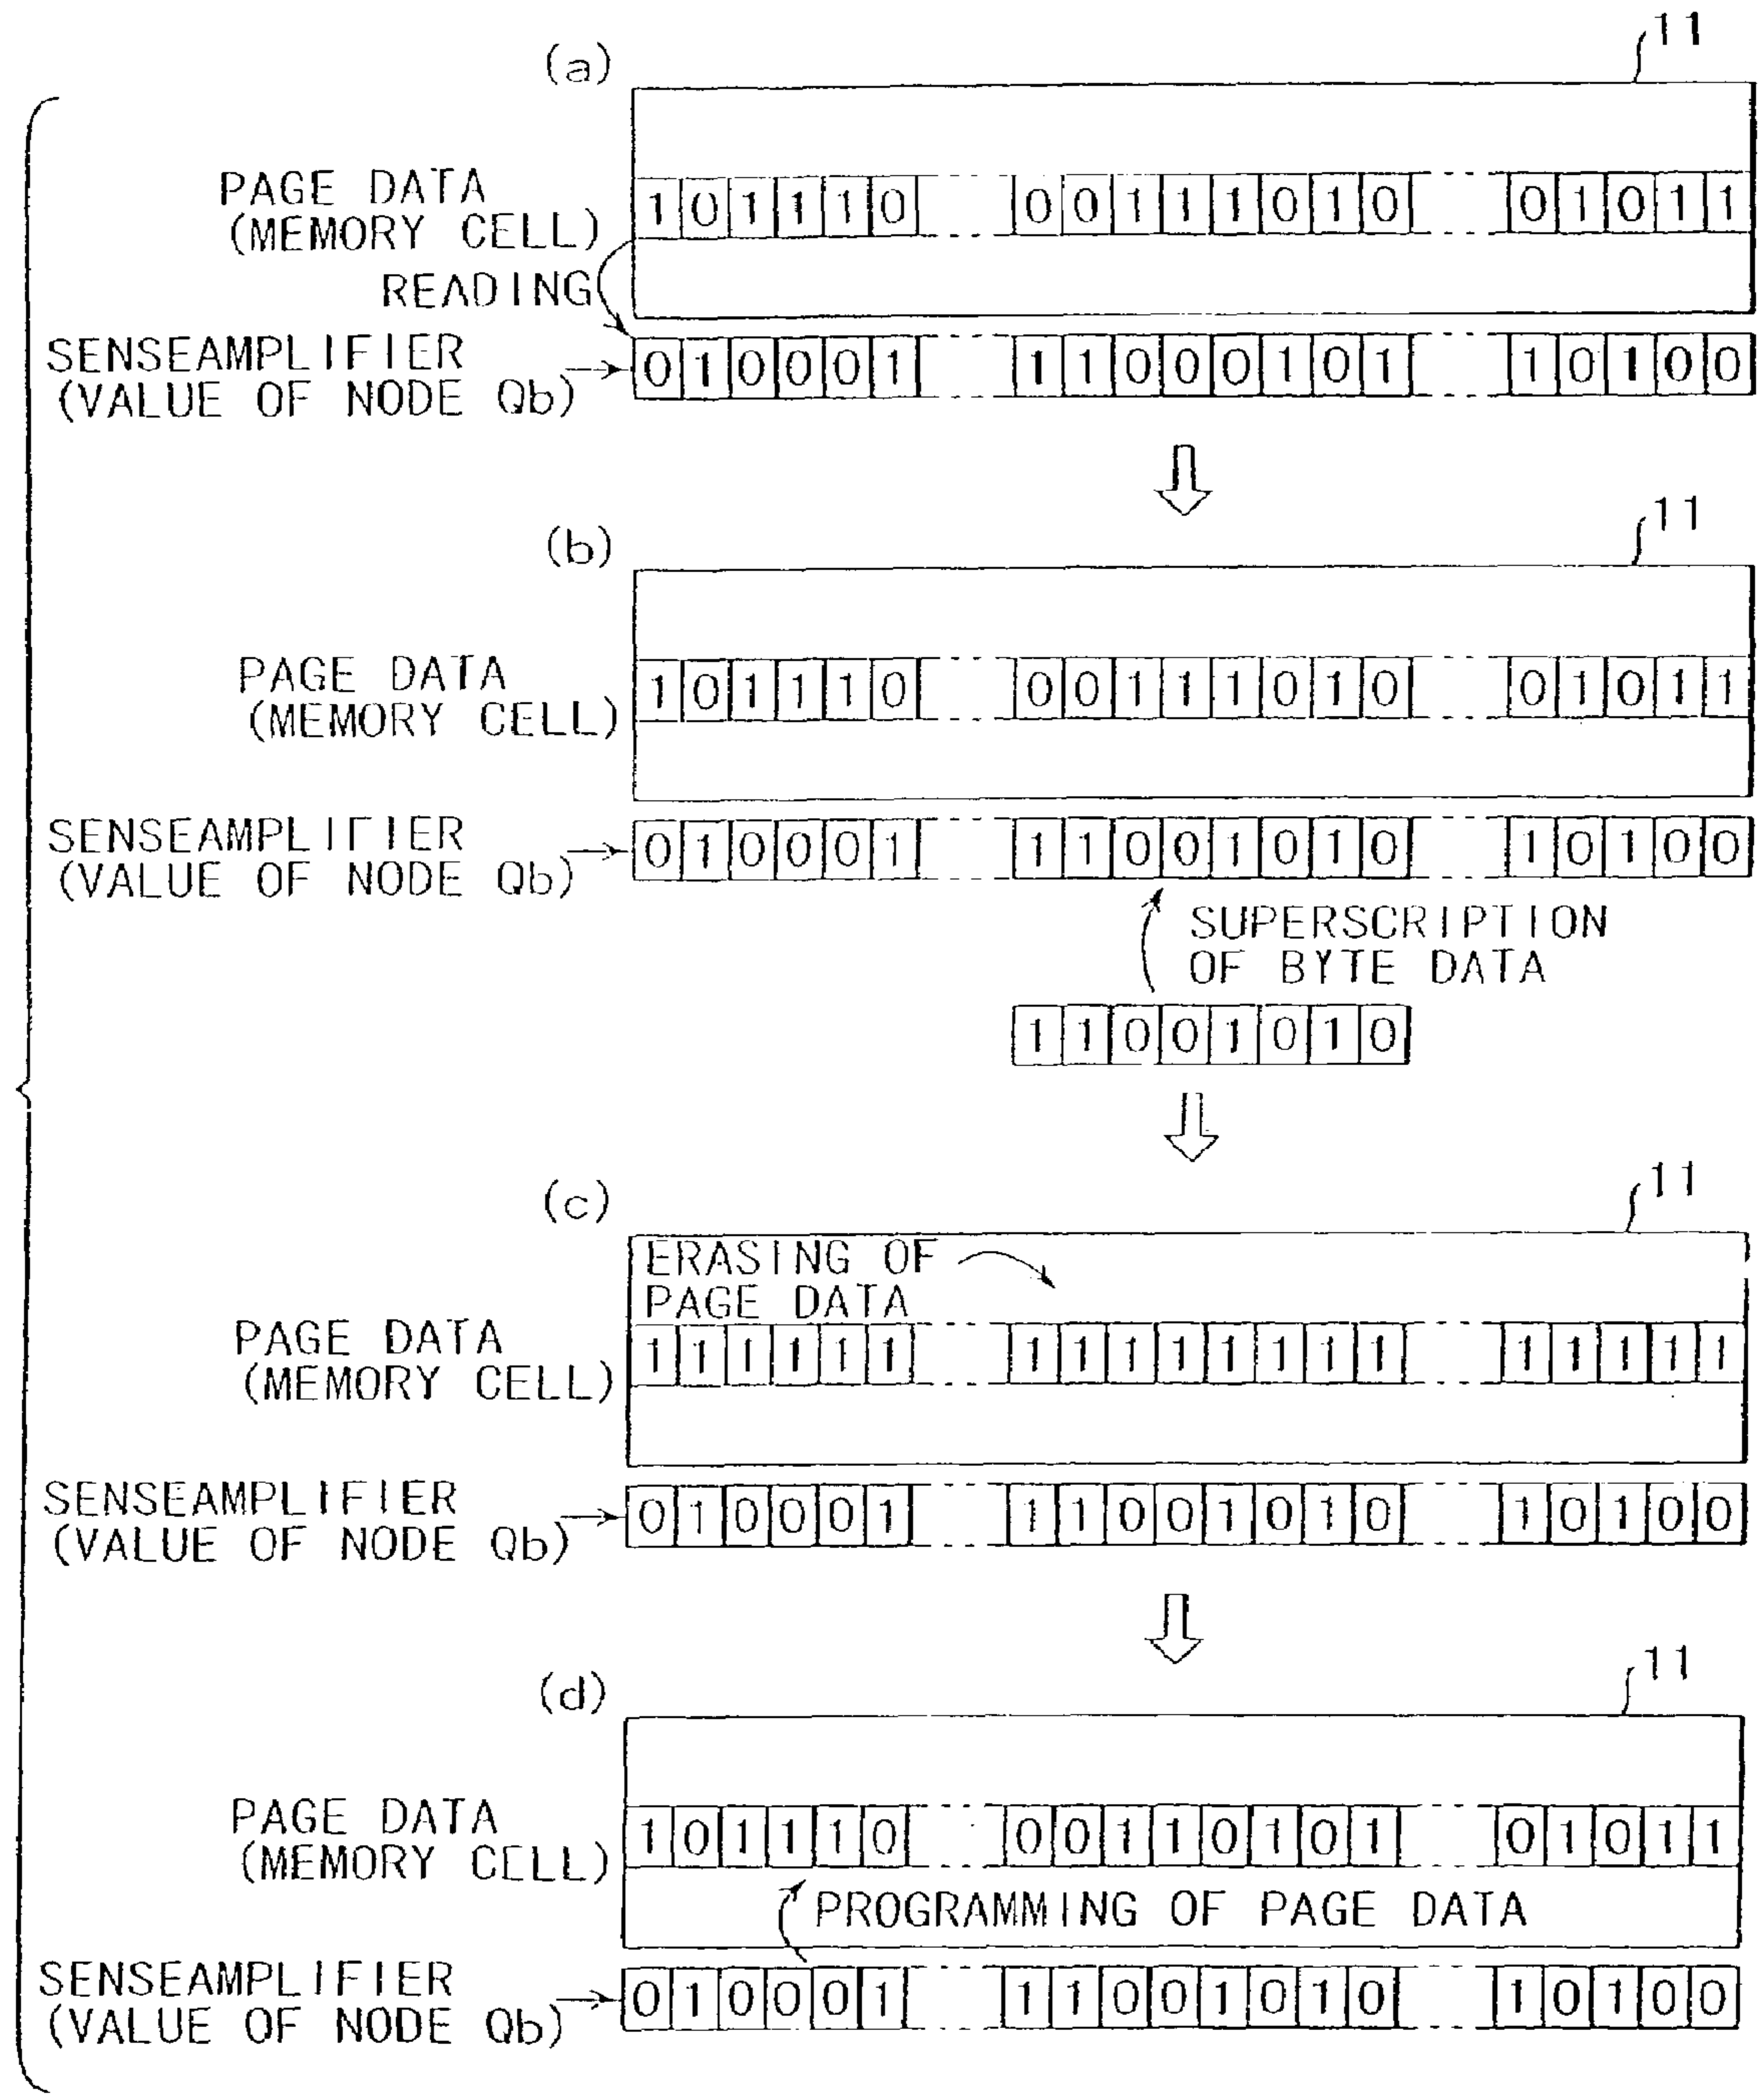 (a)
11
PAGE DATA
(MEMORY CELL)
1 0 1 1 1 0 0 0 1 1 1 0 1 0 0 1 0 1 1
READING
SENSEAMPLIFIER
(VALUE OF NODE Qb)
0 1 0 0 0 1 1 1 0 0 0 1 0 1 1 0 1 0 0
(b)
11
PAGE DATA
(MEMORY CELL)
1 0 1 1 1 0 0 0 1 1 1 0 1 0 0 1 0 1 1
SENSEAMPLIFIER
(VALUE OF NODE Qb)
0 1 0 0 0 1 1 1 0 0 1 0 1 0 1 0 1 0 0
SUPERSCRIPTION
OF BYTE DATA
1 1 0 0 1 0 1 0
(c)
11
ERASING OF
PAGE DATA
PAGE DATA
(MEMORY CELL)
1 1 1 1 1 1 1 1 1 1 1 1 1 1 1 1 1 1 1
SENSEAMPLIFIER
(VALUE OF NODE Qb)
0 1 0 0 0 1 1 1 0 0 1 0 1 0 1 0 1 0 0
(d)
11
PAGE DATA
(MEMORY CELL)
1 0 1 1 1 0 0 0 1 1 0 1 0 1 0 1 0 1 1
PROGRAMMING OF PAGE DATA
SENSEAMPLIFIER
(VALUE OF NODE Qb)
0 1 0 0 0 1 1 1 0 0 1 0 1 0 1 0 1 0 0